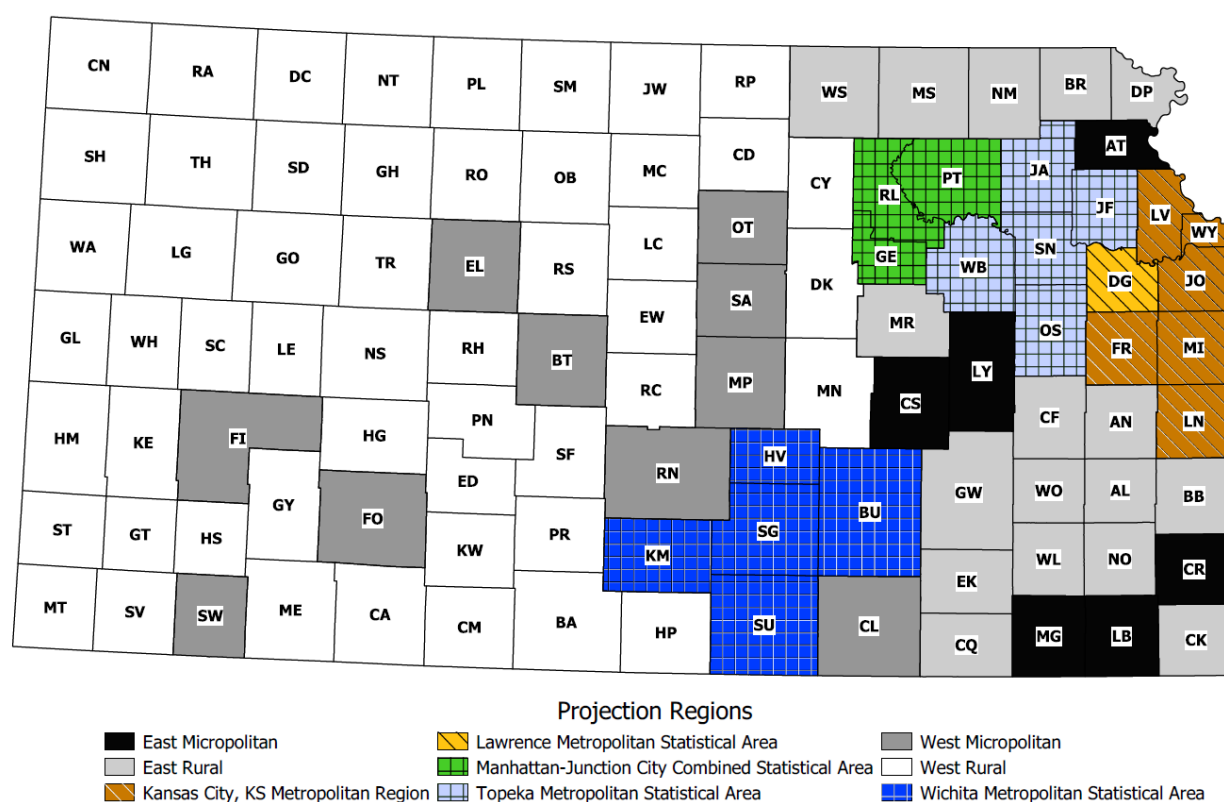 CN RA DC NT PL SM JW RP WS MS NM BR DP
SH TH SD GH RO OB MC CD CY RL PT JA AT
JF LV WY
WA LG GO TR EL RS LC OT DK GE WB SN DG JO
GL WH SC LE NS RH BT EW SA MR OS FR MI
HM KE FI HG PN RC MP MN CS LY CF AN LN
ED SF RN HV GW WO AL BB
ST GT HS GY FO KW PR KM SG BU WL NO CR
MT SV SW ME CA CM BA HP SU CL EK CQ MG LB CK
Projection Regions
East Micropolitan
East Rural
Kansas City, KS Metropolitan Region
Lawrence Metropolitan Statistical Area
Manhattan-Junction City Combined Statistical Area
Topeka Metropolitan Statistical Area
West Micropolitan
West Rural
Wichita Metropolitan Statistical Area